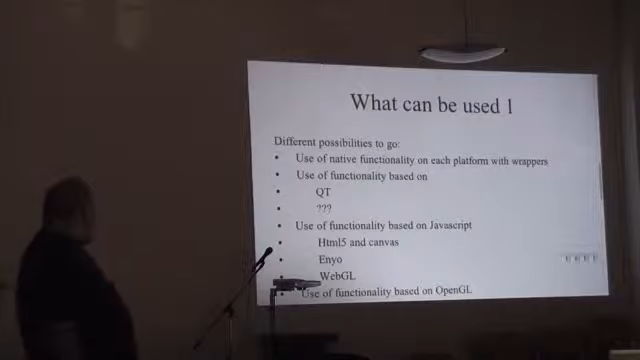 What can be used 1
Different possibilities to go:
• Use of native functionality on each platform with wrappers
• Use of functionality based on
• QT
• ???
• Use of functionality based on Javascript
• Html5 and canvas
• Enyo
• WebGL
• Use of functionality based on OpenGL